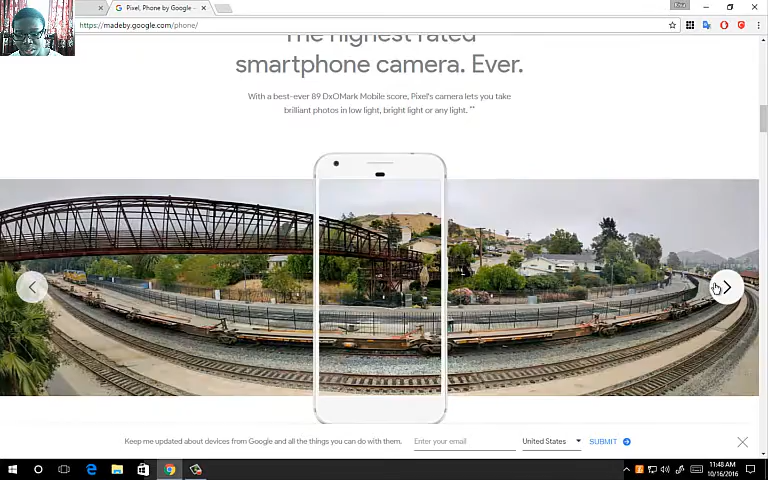 Pixel, Phone by Google –
https://madeby.google.com/phone/
The highest rated
smartphone camera. Ever.
With a best-ever 89 DxOMark Mobile score, Pixel's camera lets you take
brilliant photos in low light, bright light or any light. **
Keep me updated about devices from Google and all the things you can do with them.
Enter your email
United States
SUBMIT
11:48 AM
10/16/2016